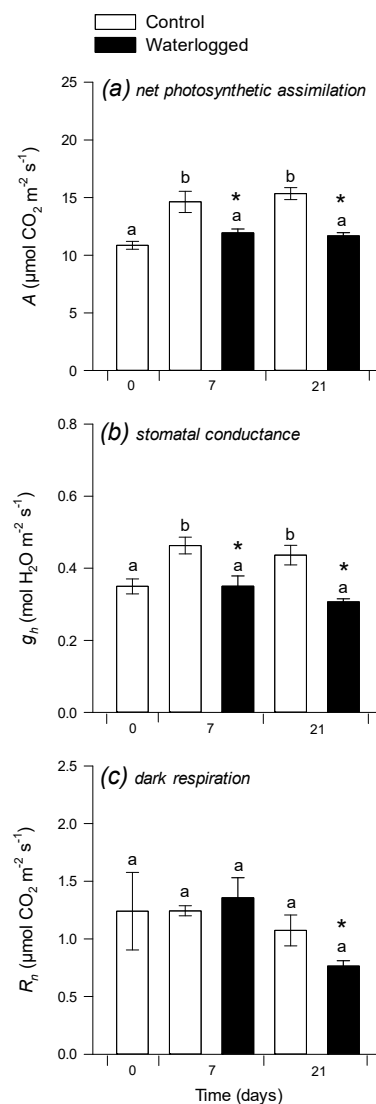 Control
Waterlogged
(a) net photosynthetic assimilation
A (µmol CO₂ m⁻² s⁻¹)
25
20
15
10
5
0
a
b
*
a
b
*
a
0 7 21
(b) stomatal conductance
gₕ (mol H₂O m⁻² s⁻¹)
0.8
0.6
0.4
0.2
0.0
a
b
*
a
b
*
a
0 7 21
(c) dark respiration
Rₙ (µmol CO₂ m⁻² s⁻¹)
2.5
2.0
1.5
1.0
0.5
0.0
a
a
a
a
*
a
0 7 21
Time (days)